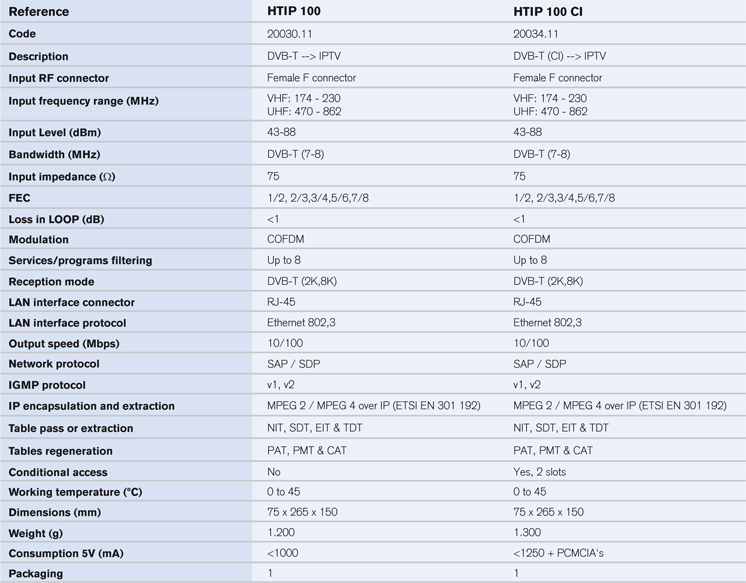 Reference HTIP 100 HTIP 100 CI
Code 20030.11 20034.11
Description DVB-T --> IPTV DVB-T (CI) --> IPTV
Input RF connector Female F connector Female F connector
Input frequency range (MHz) VHF: 174 - 230 VHF: 174 - 230
UHF: 470 - 862 UHF: 470 - 862
Input Level (dBm) 43-88 43-88
Bandwidth (MHz) DVB-T (7-8) DVB-T (7-8)
Input impedance (Ω) 75 75
FEC 1/2, 2/3,3/4,5/6,7/8 1/2, 2/3,3/4,5/6,7/8
Loss in LOOP (dB) <1 <1
Modulation COFDM COFDM
Services/programs filtering Up to 8 Up to 8
Reception mode DVB-T (2K,8K) DVB-T (2K,8K)
LAN interface connector RJ-45 RJ-45
LAN interface protocol Ethernet 802,3 Ethernet 802,3
Output speed (Mbps) 10/100 10/100
Network protocol SAP / SDP SAP / SDP
IGMP protocol v1, v2 v1, v2
IP encapsulation and extraction MPEG 2 / MPEG 4 over IP (ETSI EN 301 192) MPEG 2 / MPEG 4 over IP (ETSI EN 301 192)
Table pass or extraction NIT, SDT, EIT & TDT NIT, SDT, EIT & TDT
Tables regeneration PAT, PMT & CAT PAT, PMT & CAT
Conditional access No Yes, 2 slots
Working temperature (°C) 0 to 45 0 to 45
Dimensions (mm) 75 x 265 x 150 75 x 265 x 150
Weight (g) 1.200 1.300
Consumption 5V (mA) <1000 <1250 + PCMCIA's
Packaging 1 1